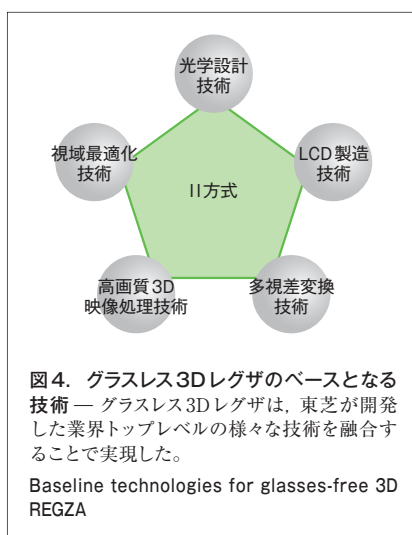 光学設計
技術
視域最適化
技術
LCD製造
技術
II方式
高画質3D
映像処理技術
多視差変換
技術
図4. グラスレス3Dレグザのベースとなる
技術 — グラスレス3Dレグザは，東芝が開発
した業界トップレベルの様々な技術を融合す
ることで実現した。
Baseline technologies for glasses-free 3D
REGZA